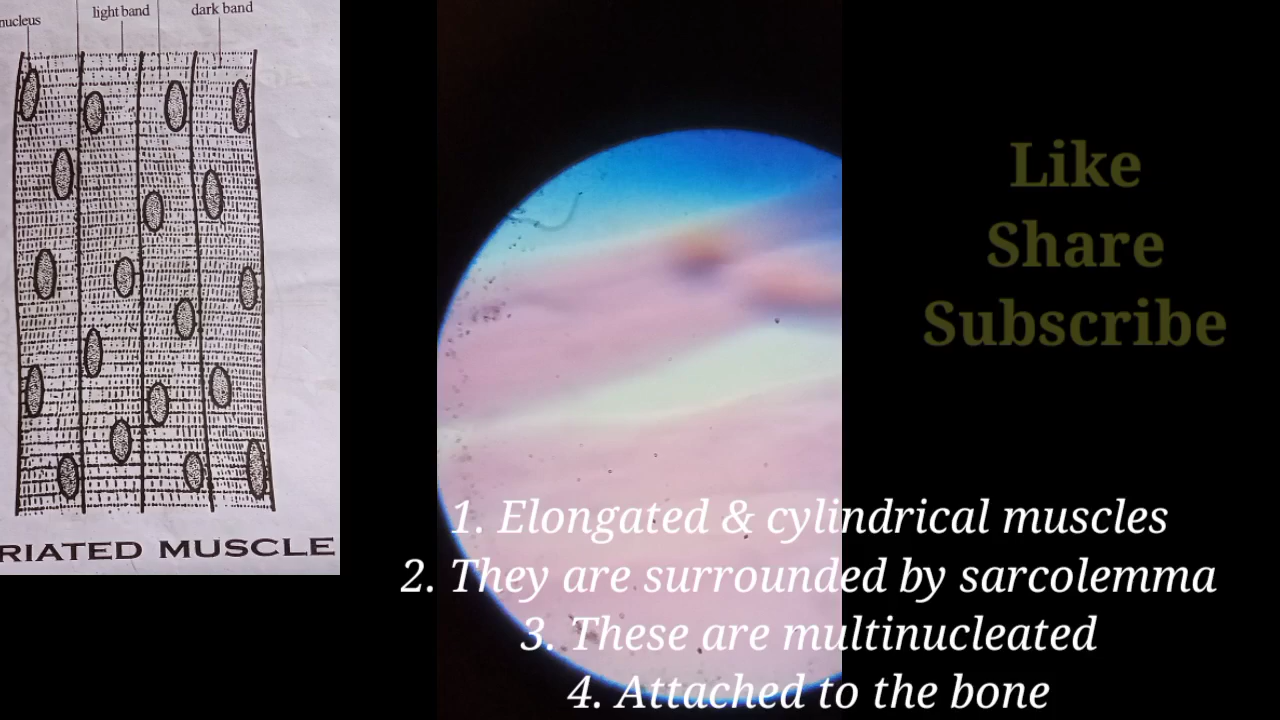 nucleus
light band
dark band
RIATED MUSCLE
Like
Share
Subscribe
1. Elongated & cylindrical muscles
2. They are surrounded by sarcolemma
3. These are multinucleated
4. Attached to the bone